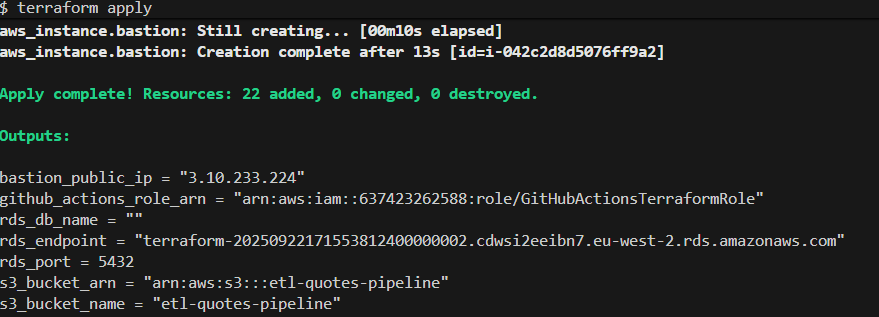 $ terraform apply
aws_instance.bastion: Still creating... [00m10s elapsed]
aws_instance.bastion: Creation complete after 13s [id=i-042c2d8d5076ff9a2]
Apply complete! Resources: 22 added, 0 changed, 0 destroyed.
Outputs:
bastion_public_ip = "3.10.233.224"
github_actions_role_arn = "arn:aws:iam::637423262588:role/GitHubActionsTerraformRole"
rds_db_name = ""
rds_endpoint = "terraform-20250922171553812400000002.cdwsi2eeibn7.eu-west-2.rds.amazonaws.com"
rds_port = 5432
s3_bucket_arn = "arn:aws:s3:::etl-quotes-pipeline"
s3_bucket_name = "etl-quotes-pipeline"